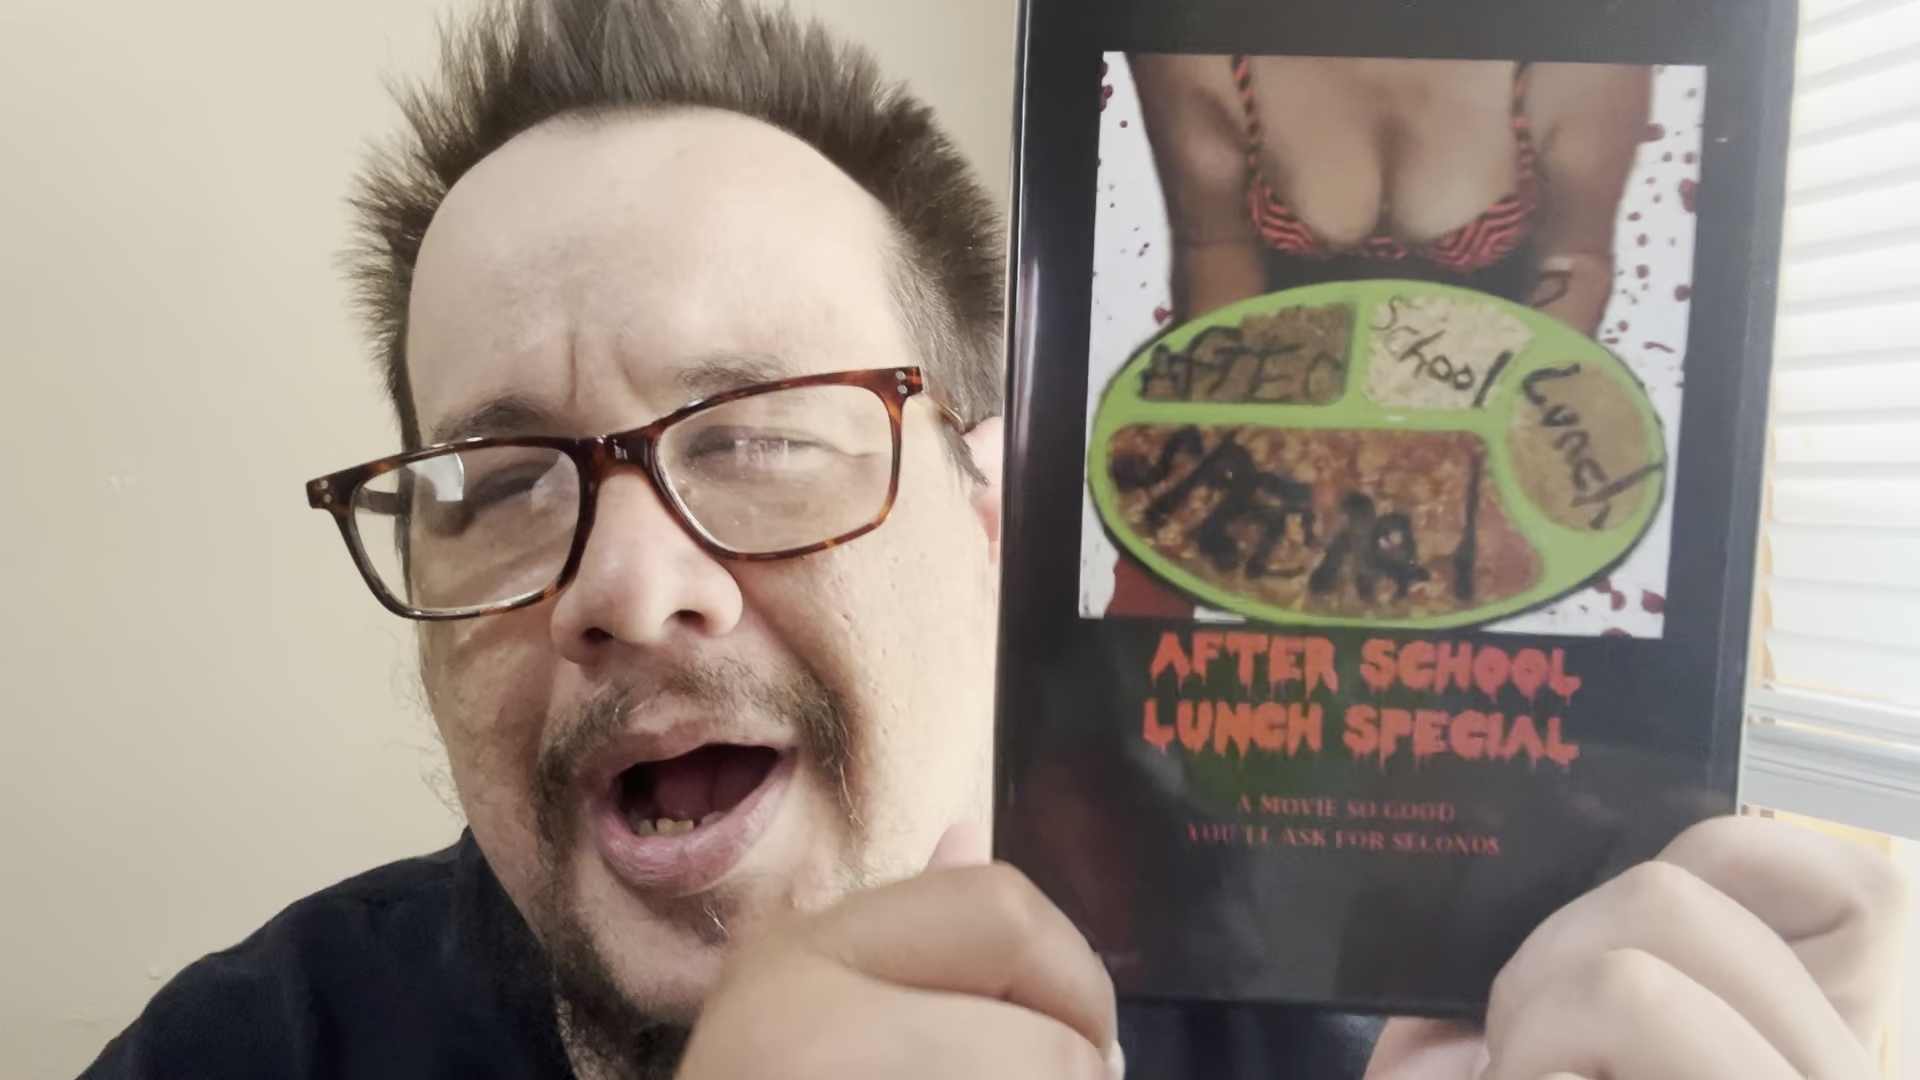 AFTER
School
Lunch
SPECIAL
AFTER SCHOOL
LUNCH SPECIAL
A MOVIE SO GOOD
YOU'LL ASK FOR SECONDS